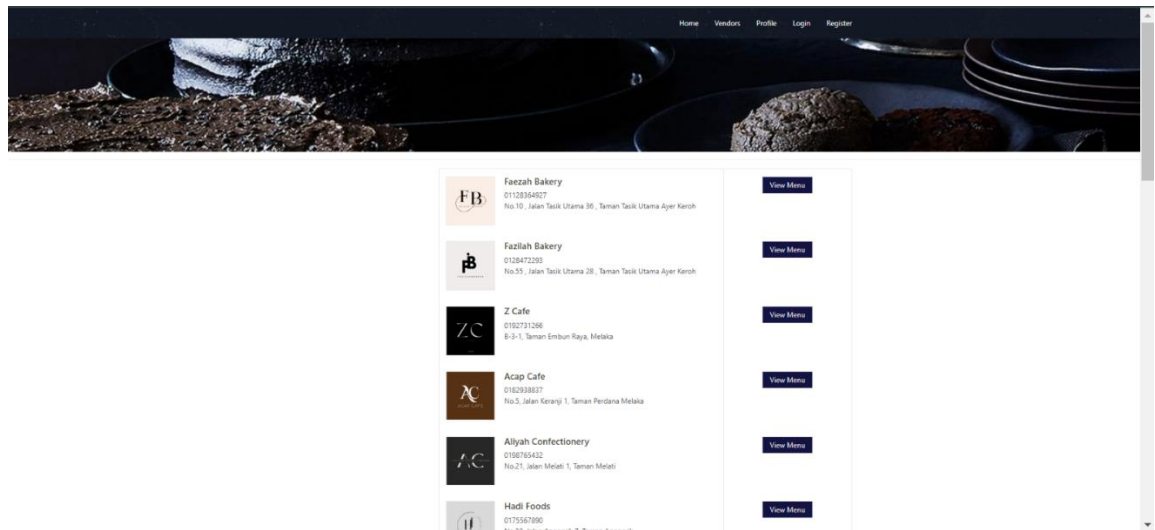 Home Vendors Profile Login Register
FB
Faezah Bakery
01128364927
No.10 , Jalan Tasik Utama 36 , Taman Tasik Utama Ayer Keroh
View Menu
Fazilah Bakery
0128472293
No.55 , Jalan Tasik Utama 28 , Taman Tasik Utama Ayer Keroh
View Menu
ZC
Z Cafe
0192731266
B-3-1, Taman Embun Raya, Melaka
View Menu
AC
ACAP CAFE
Acap Cafe
0182938837
No.5, Jalan Keranji 1, Taman Perdana Melaka
View Menu
AC
Aliyah Confectionery
0198765432
No.21, Jalan Melati 1, Taman Melati
View Menu
Hadi Foods
0175567890
View Menu